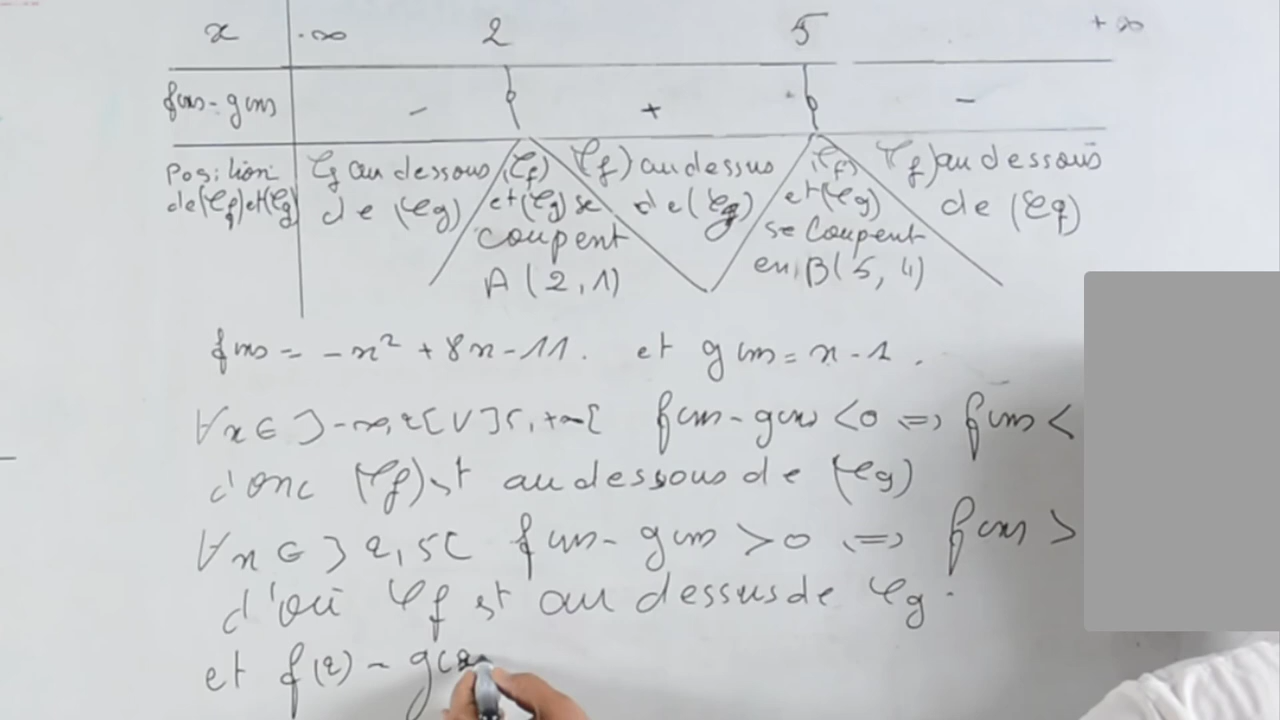 x -∞ 2 5 +∞
f(x) - g(x) - + -
Position de (Cf) et (Cg)
Cf au dessous de (Cg)
(Cf) et (Cg) se coupent A(2,1)
(Cf) au dessus de (Cg)
(Cf) et (Cg) se coupent en B(5,4)
(Cf) au dessous de (Cg)
f(x) = -x² + 8x - 11. et g(x) = x - 1.
∀x ∈ ]-∞, 2[ ∪ ]5, +∞[ f(x) - g(x) < 0 ⇔ f(x) <
donc (Cf) est au dessous de (Cg)
∀x ∈ ]2, 5[ f(x) - g(x) > 0 ⇔ f(x) >
d'où Cf est au dessus de Cg.
et f(2) - g(2